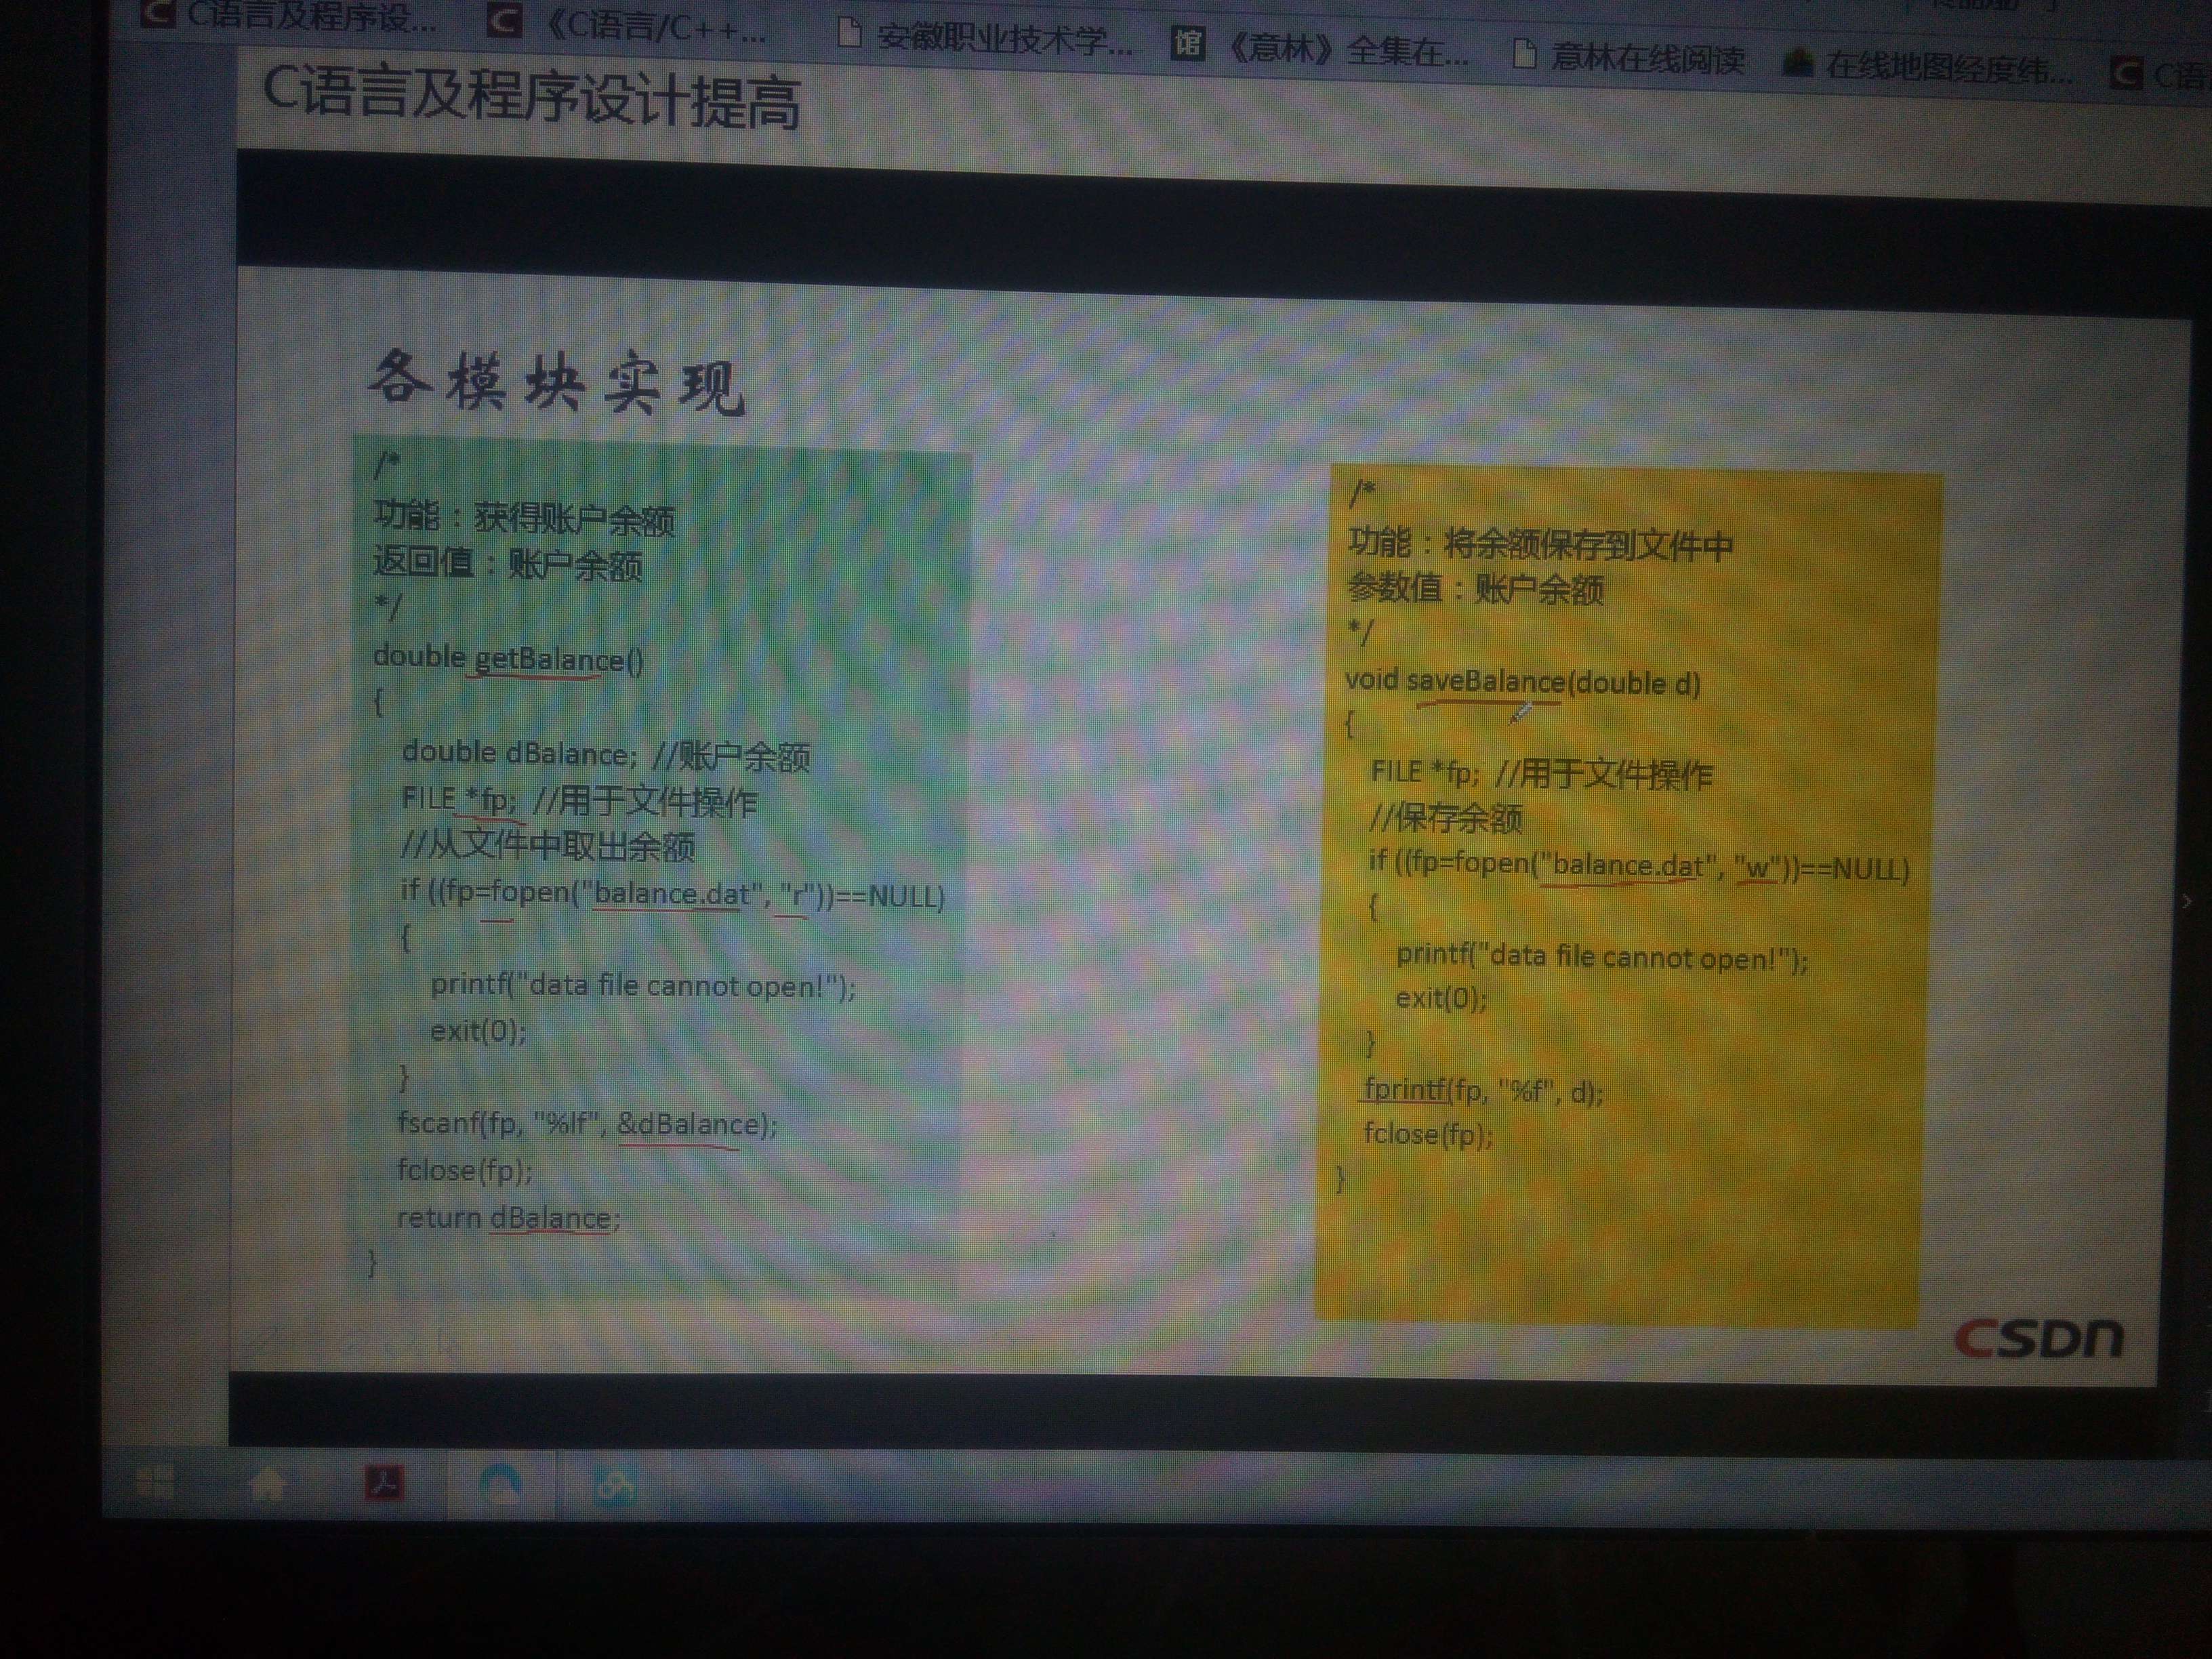 C语言及程序设...
《C语言/C++...
安徽职业技术学...
馆
《意林》全集在...
意林在线阅读
在线地图经度纬...
C语
C语言及程序设计提高
各模块实现
/*
功能：获得账户余额
返回值：账户余额
*/
double getBalance()
{
double dBalance; //账户余额
FILE *fp; //用于文件操作
//从文件中取出余额
if ((fp=fopen("balance.dat", "r"))==NULL)
{
printf("data file cannot open!");
exit(0);
}
fscanf(fp, "%lf", &dBalance);
fclose(fp);
return dBalance;
}
/*
功能：将余额保存到文件中
参数值：账户余额
*/
void saveBalance(double d)
{
FILE *fp; //用于文件操作
//保存余额
if ((fp=fopen("balance.dat", "w"))==NULL)
{
printf("data file cannot open!");
exit(0);
}
fprintf(fp, "%f", d);
fclose(fp);
}
CSDN